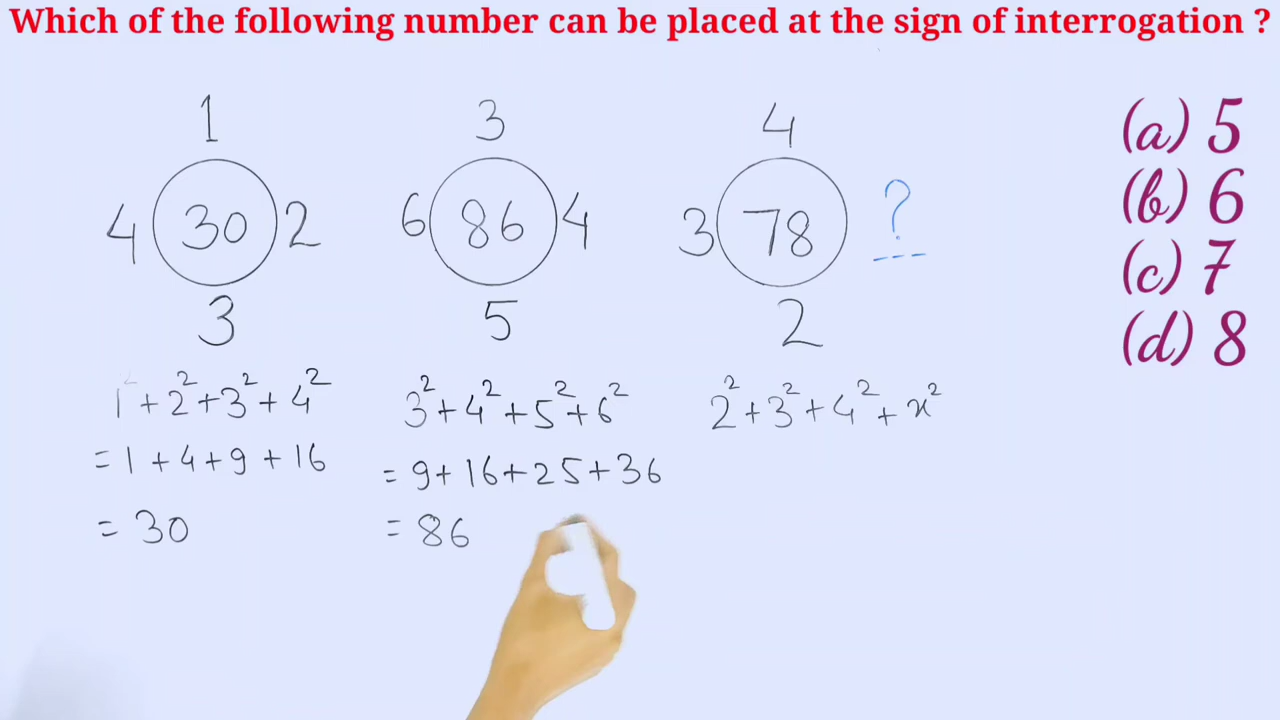 Which of the following number can be placed at the sign of interrogation ?
1
4 30 2
3
3
6 86 4
5
4
3 78 ?
2
(a) 5
(b) 6
(c) 7
(d) 8
1² + 2² + 3² + 4²
= 1 + 4 + 9 + 16
= 30
3² + 4² + 5² + 6²
= 9 + 16 + 25 + 36
= 86
2² + 3² + 4² + x²